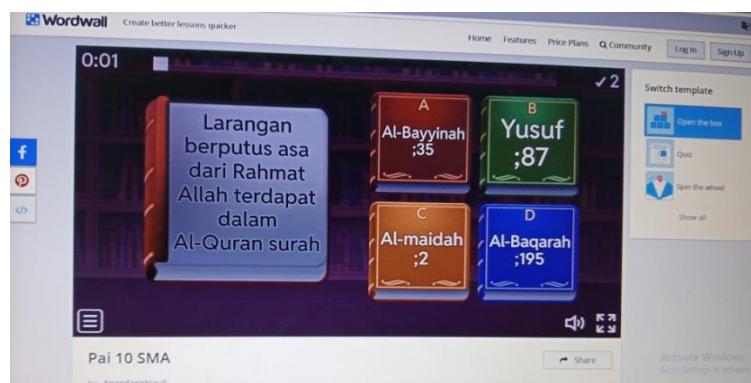 Wordwall Create better lessons quicker
Home Features Price Plans Community Log In Sign Up
0:01
✓ 2
Larangan
berputus asa
dari Rahmat
Allah terdapat
dalam
Al-Quran surah
A
Al-Bayyinah
;35
B
Yusuf
;87
C
Al-maidah
;2
D
Al-Baqarah
;195
Switch template
Open the box
Quiz
Spin the wheel
Show all
Pai 10 SMA
Share
Activate Windows